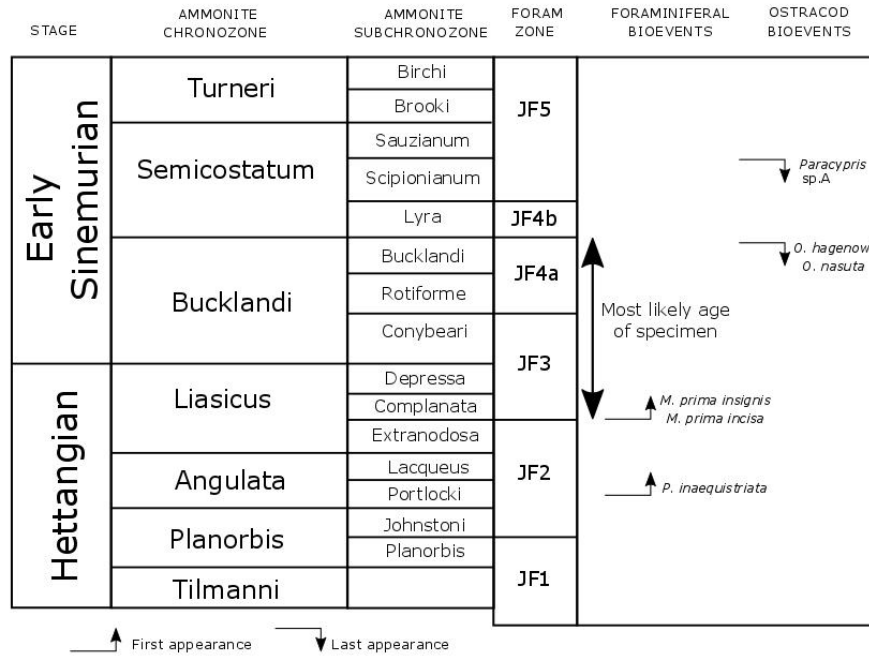 STAGE
AMMONITE
CHRONOZONE
AMMONITE
SUBCHRONOZONE
FORAM
ZONE
FORAMINIFERAL
BIOEVENTS
OSTRACOD
BIOEVENTS
Early
Sinemurian
Hettangian
Turneri
Semicostatum
Bucklandi
Liasicus
Angulata
Planorbis
Tilmanni
Birchi
Brooki
Sauzianum
Scipionianum
Lyra
Bucklandi
Rotiforme
Conybeari
Depressa
Complanata
Extranodosa
Lacqueus
Portlocki
Johnstoni
Planorbis
JF5
JF4b
JF4a
JF3
JF2
JF1
Most likely age
of specimen
M. prima insignis
M. prima incisa
P. inaequistriata
Paracypris
sp.A
O. hagenow
O. nasuta
First appearance
Last appearance